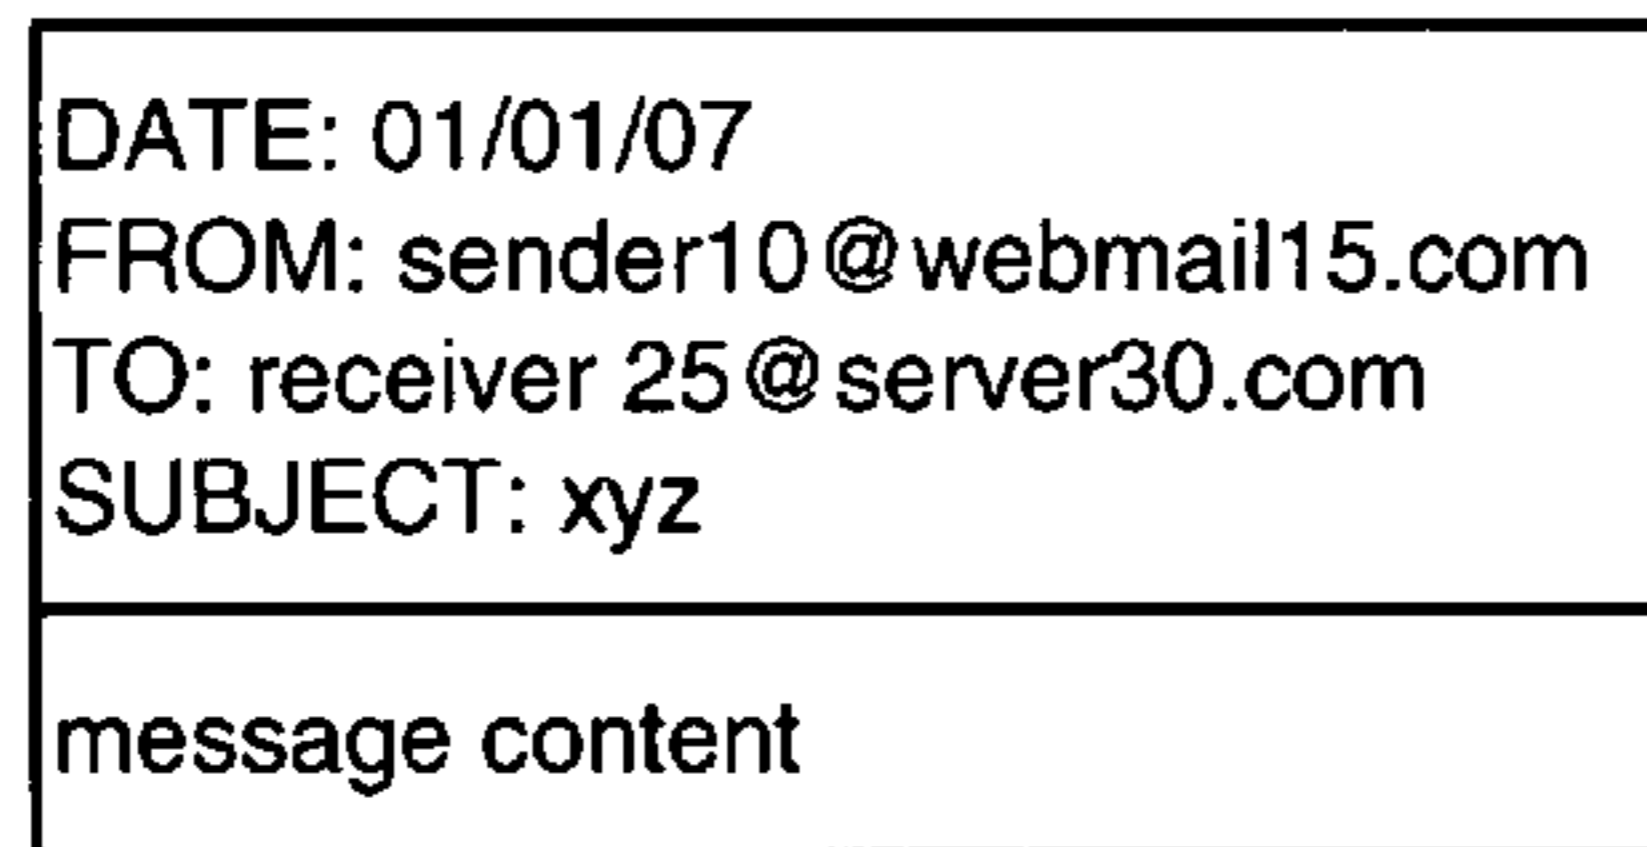 DATE: 01/01/07
FROM: sender10@webmail15.com
TO: receiver 25@server30.com
SUBJECT: xyz
message content